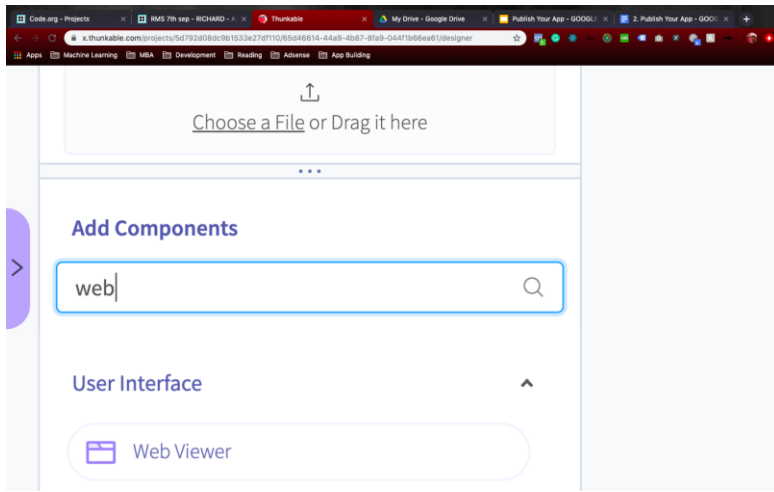 Code.org - Projects
RMS 7th sep - RICHARD - A
Thunkable
My Drive - Google Drive
Publish Your App - GOOGL
2. Publish Your App - GOOG
x.thunkable.com/projects/5d792d08dc9b1533e27df110/65d46614-44a9-4b87-8fa9-044f1b66ea61/designer
Apps Machine Learning MBA Development Reading Adsense App Building
Choose a File or Drag it here
Add Components
web
User Interface
Web Viewer